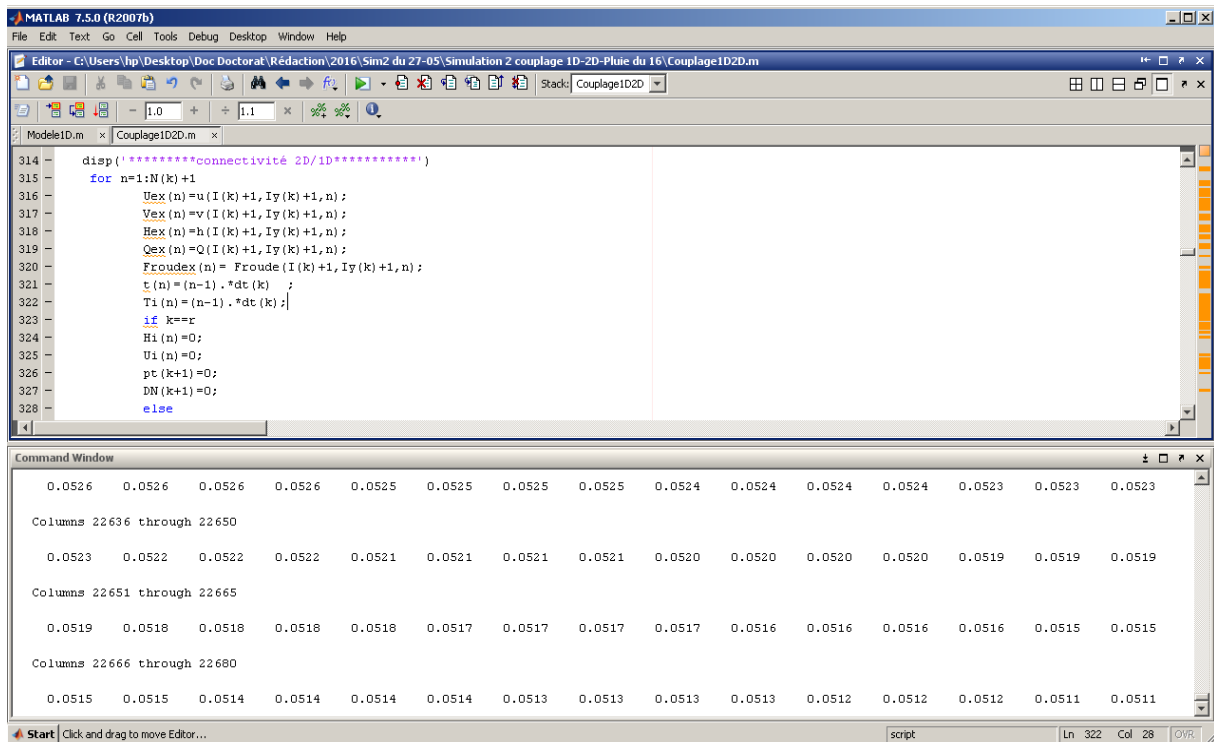 MATLAB 7.5.0 (R2007b)
File Edit Text Go Cell Tools Debug Desktop Window Help
Editor - C:\Users\hp\Desktop\Doc Doctorat\Rédaction\2016\Sim2 du 27-05\Simulation 2 couplage 1D-2D-Pluie du 16\Couplage1D2D.m
Stack: Couplage1D2D
- 1.0 + ÷ 1.1 ×
Modele1D.m × Couplage1D2D.m ×
314 - disp('*********connectivité 2D/1D***********')
315 - for n=1:N(k)+1
316 - Uex(n)=u(I(k)+1,Iy(k)+1,n);
317 - Vex(n)=v(I(k)+1,Iy(k)+1,n);
318 - Hex(n)=h(I(k)+1,Iy(k)+1,n);
319 - Qex(n)=Q(I(k)+1,Iy(k)+1,n);
320 - Froudex(n)= Froude(I(k)+1,Iy(k)+1,n);
321 - t(n)=(n-1).*dt(k) ;
322 - Ti(n)=(n-1).*dt(k);
323 - if k==r
324 - Hi(n)=0;
325 - Ui(n)=0;
326 - pt(k+1)=0;
327 - DN(k+1)=0;
328 - else
Command Window
0.0526 0.0526 0.0526 0.0526 0.0525 0.0525 0.0525 0.0525 0.0524 0.0524 0.0524 0.0524 0.0523 0.0523 0.0523
Columns 22636 through 22650
0.0523 0.0522 0.0522 0.0522 0.0521 0.0521 0.0521 0.0521 0.0520 0.0520 0.0520 0.0520 0.0519 0.0519 0.0519
Columns 22651 through 22665
0.0519 0.0518 0.0518 0.0518 0.0518 0.0517 0.0517 0.0517 0.0517 0.0516 0.0516 0.0516 0.0516 0.0515 0.0515
Columns 22666 through 22680
0.0515 0.0515 0.0514 0.0514 0.0514 0.0514 0.0513 0.0513 0.0513 0.0513 0.0512 0.0512 0.0512 0.0511 0.0511
Start Click and drag to move Editor... script Ln 322 Col 28 OVR